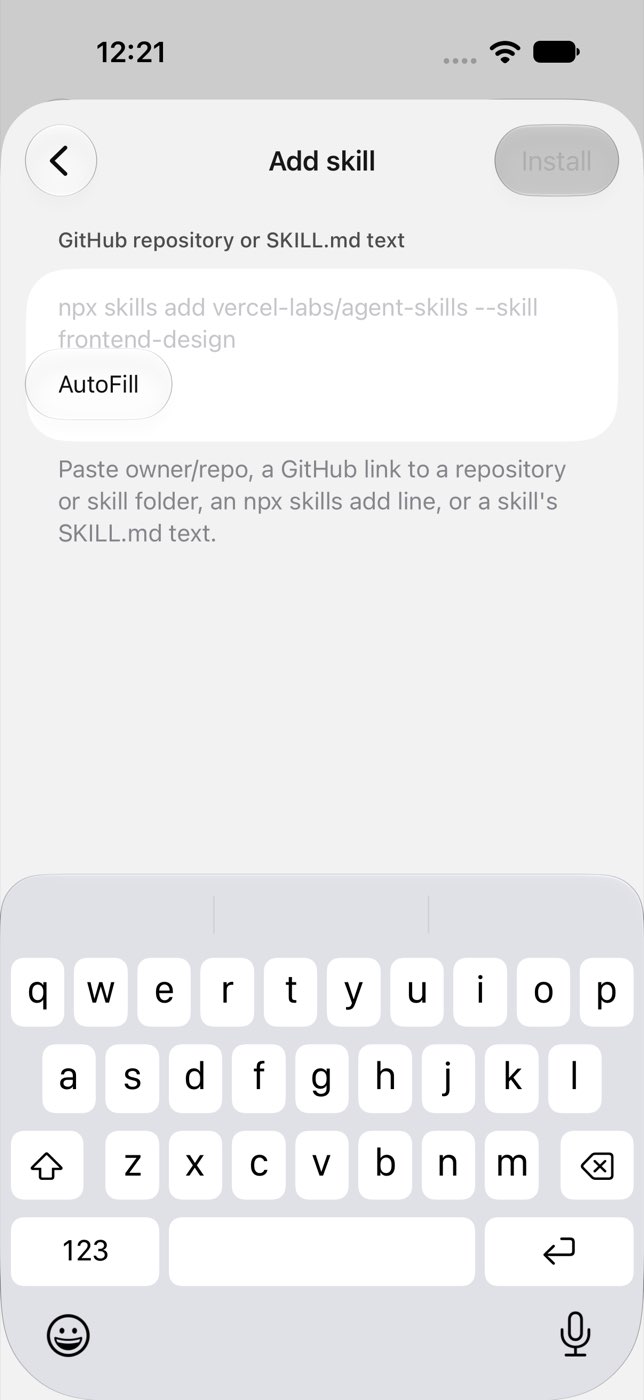 12:21
Add skill
Install
GitHub repository or SKILL.md text
npx skills add vercel-labs/agent-skills --skill
frontend-design
AutoFill
Paste owner/repo, a GitHub link to a repository
or skill folder, an npx skills add line, or a skill's
SKILL.md text.
q w e r t y u i o p
a s d f g h j k l
z x c v b n m
123